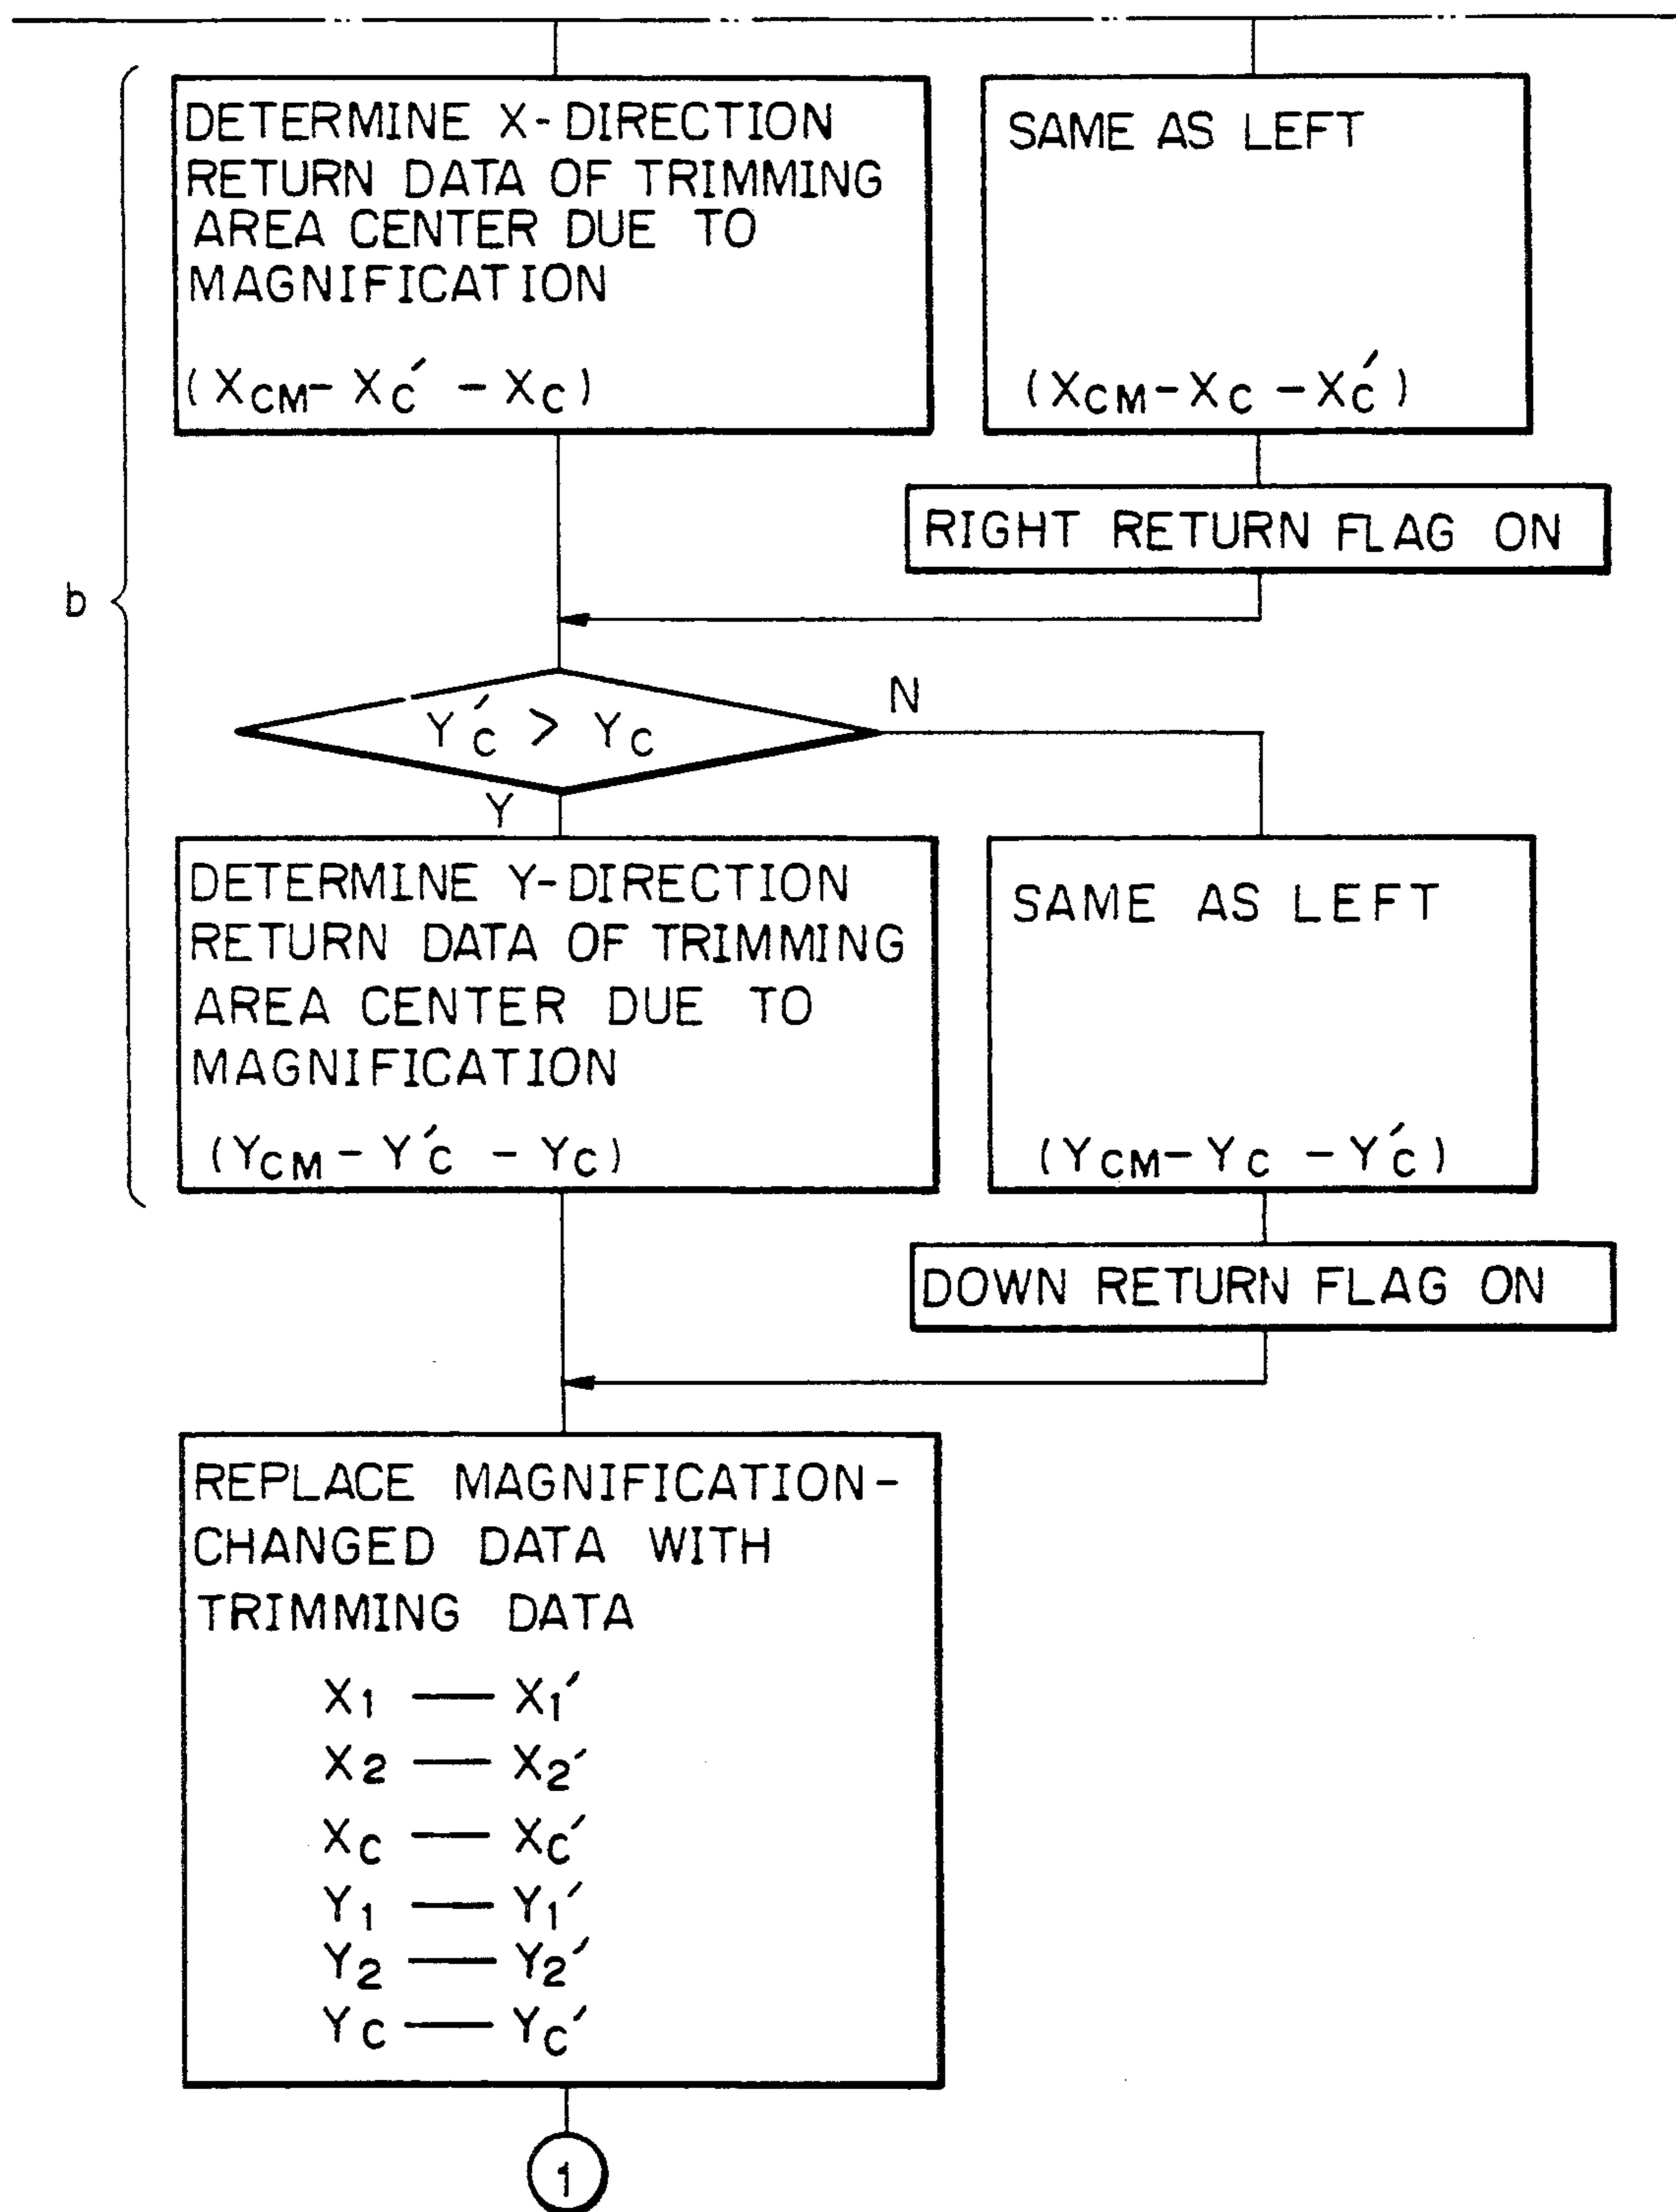 DETERMINE X-DIRECTION
RETURN DATA OF TRIMMING
AREA CENTER DUE TO
MAGNIFICATION
(XCM- XC′ - XC)
SAME AS LEFT
(XCM-XC -XC′)
RIGHT RETURN FLAG ON
b
Y′C > YC
N
Y
DETERMINE Y-DIRECTION
RETURN DATA OF TRIMMING
AREA CENTER DUE TO
MAGNIFICATION
(YCM - Y′C - YC)
SAME AS LEFT
(YCM-YC - Y′C)
DOWN RETURN FLAG ON
REPLACE MAGNIFICATION-
CHANGED DATA WITH
TRIMMING DATA
X1 — X1′
X2 — X2′
XC — XC′
Y1 — Y1′
Y2 — Y2′
YC — YC′
1